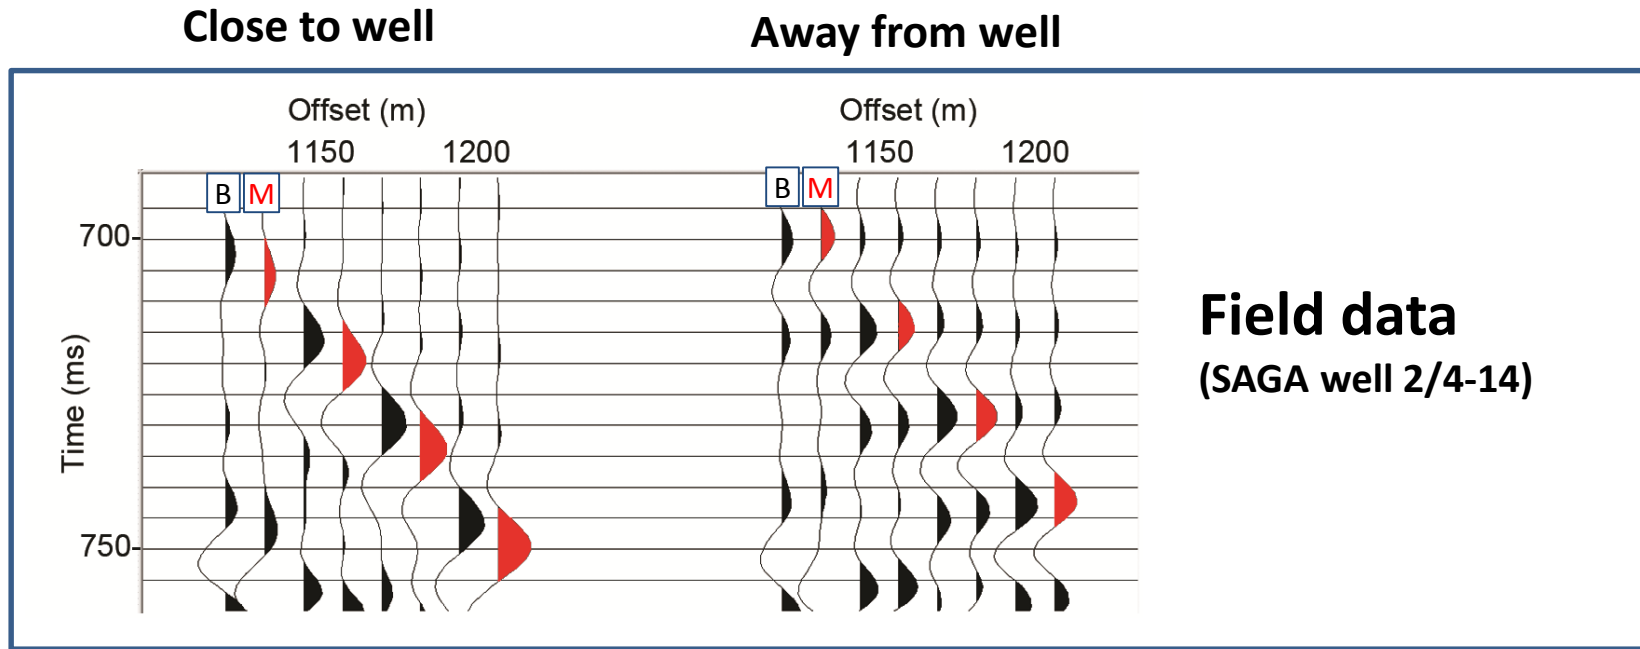 Close to well
Away from well
Offset (m)
Offset (m)
1150 1200
1150 1200
B M
B M
700
750
Time (ms)
Field data
(SAGA well 2/4-14)